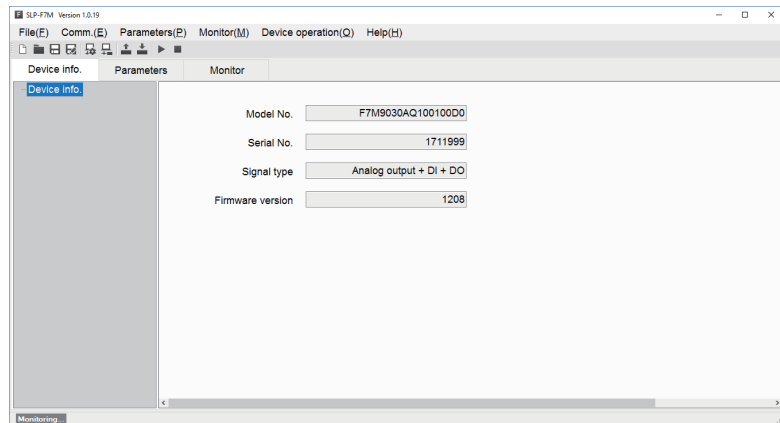 SLP-F7M Version 1.0.19
File(F) Comm.(E) Parameters(P) Monitor(M) Device operation(O) Help(H)
Device info. Parameters Monitor
Device info.
Model No. F7M9030AQ100100D0
Serial No. 1711999
Signal type Analog output + DI + DO
Firmware version 1208
Monitoring...